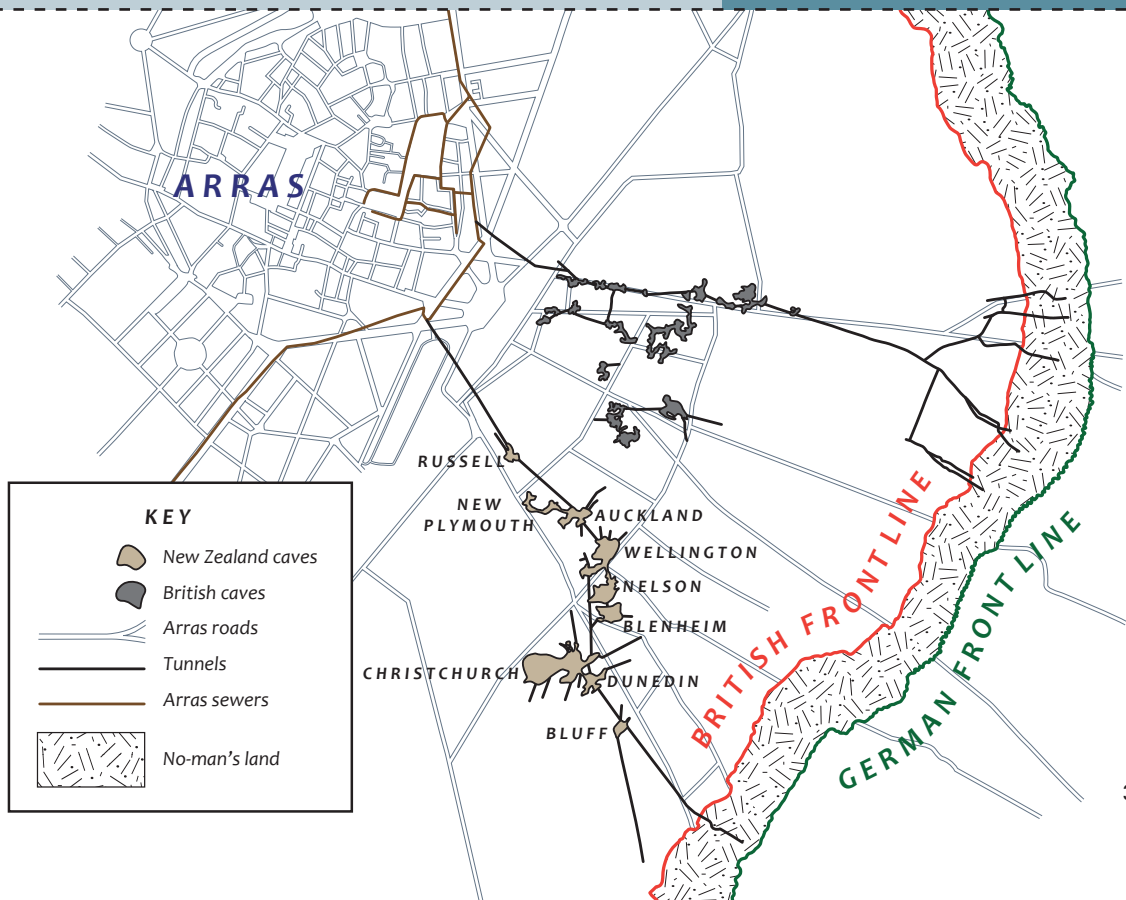 ARRAS
RUSSELL
NEW
PLYMOUTH
AUCKLAND
WELLINGTON
NELSON
BLENHEIM
CHRISTCHURCH
DUNEDIN
BLUFF
BRITISH FRONT LINE
GERMAN FRONT LINE
KEY
New Zealand caves
British caves
Arras roads
Tunnels
Arras sewers
No-man's land